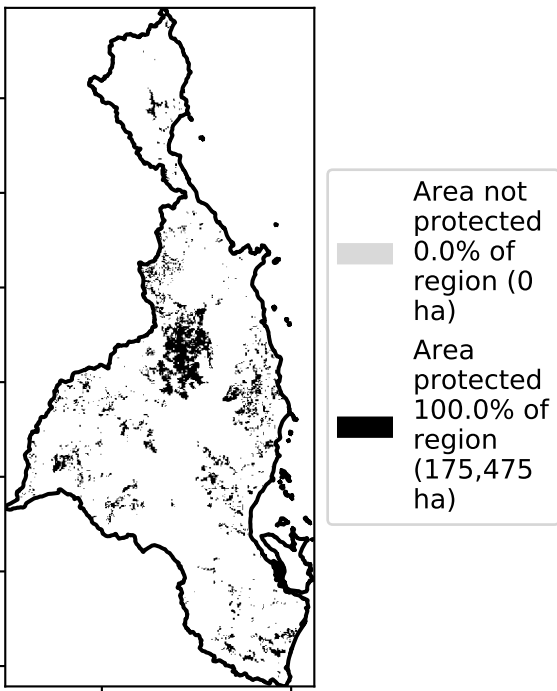 Area not
protected
0.0% of
region (0
ha)
Area
protected
100.0% of
region
(175,475
ha)